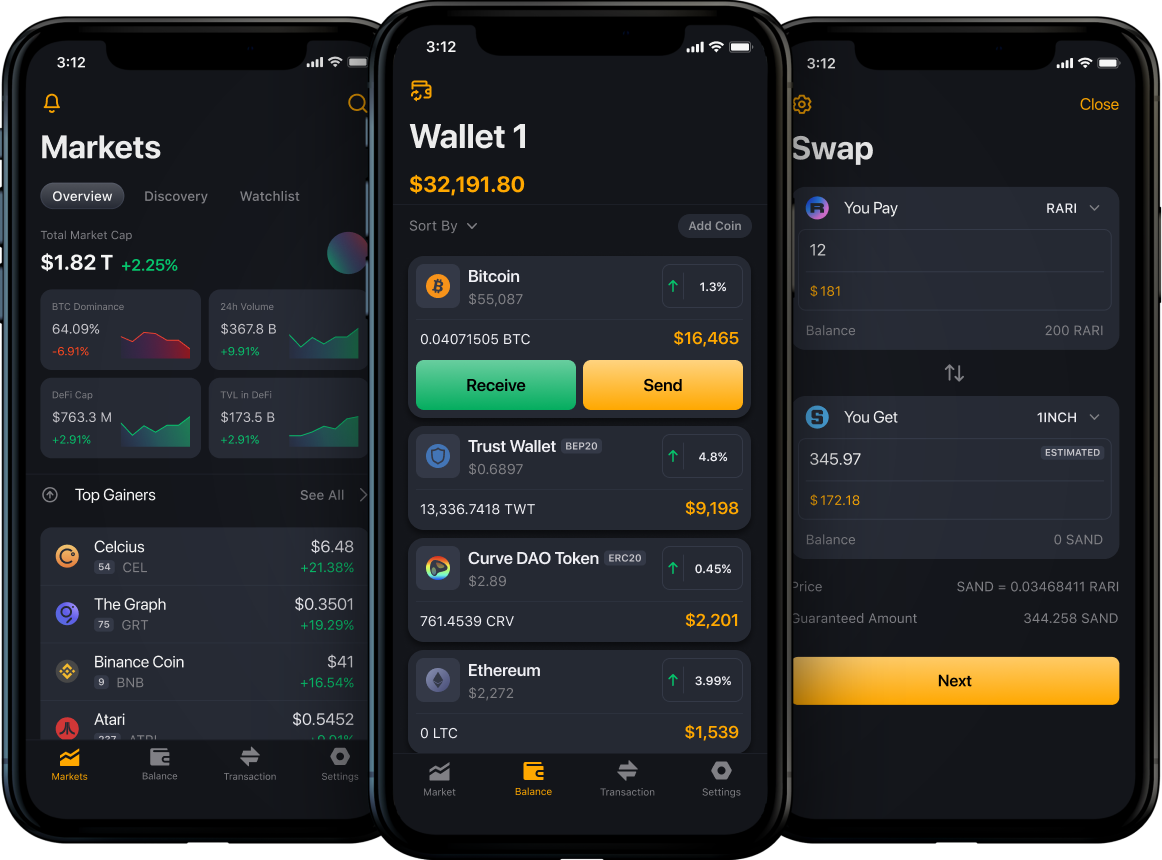 3:12
Markets
Overview Discovery Watchlist
Total Market Cap
$1.82 T +2.25%
BTC Dominance
64.09%
-6.91%
24h Volume
$367.8 B
+9.91%
DeFi Cap
$763.3 M
+2.91%
TVL in DeFi
$173.5 B
+2.91%
Top Gainers See All
Celcius $6.48
54 CEL +21.38%
The Graph $0.3501
75 GRT +19.29%
Binance Coin $41
9 BNB +16.54%
Atari $0.5452
Markets Balance Transaction Settings
3:12
Wallet 1
$32,191.80
Sort By Add Coin
Bitcoin
$55,087
1.3%
0.04071505 BTC $16,465
Receive Send
Trust Wallet BEP20
$0.6897
4.8%
13,336.7418 TWT $9,198
Curve DAO Token ERC20
$2.89
0.45%
761.4539 CRV $2,201
Ethereum
$2,272
3.99%
0 LTC $1,539
Market Balance Transaction Settings
3:12
Close
Swap
You Pay RARI
12
$181
Balance 200 RARI
You Get 1INCH
345.97 ESTIMATED
$172.18
Balance 0 SAND
Price SAND = 0.03468411 RARI
Guaranteed Amount 344.258 SAND
Next